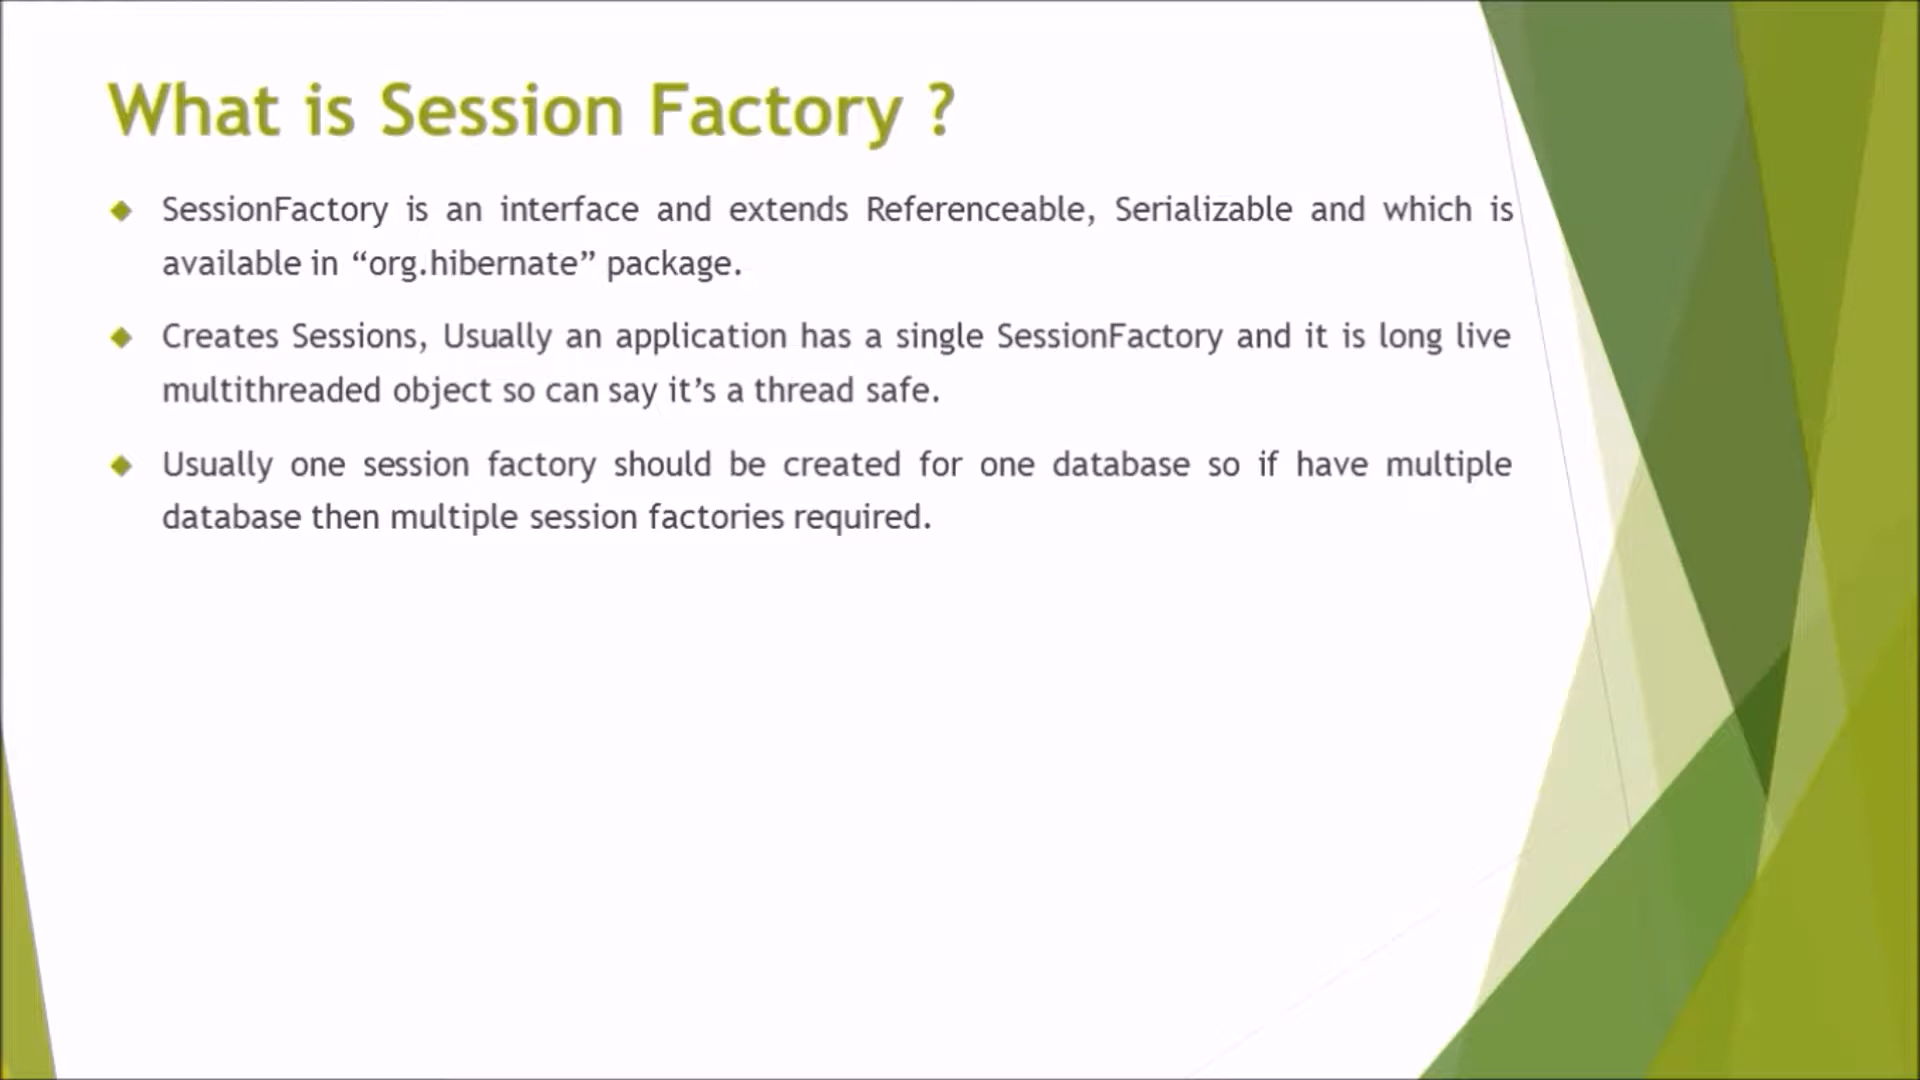 What is Session Factory ?
SessionFactory is an interface and extends Referenceable, Serializable and which is
available in “org.hibernate” package.
Creates Sessions, Usually an application has a single SessionFactory and it is long live
multithreaded object so can say it’s a thread safe.
Usually one session factory should be created for one database so if have multiple
database then multiple session factories required.